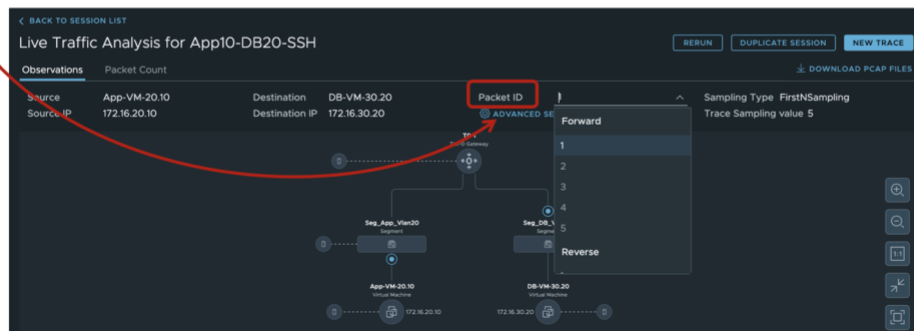 BACK TO SESSION LIST
Live Traffic Analysis for App10-DB20-SSH
RERUN
DUPLICATE SESSION
NEW TRACE
Observations
Packet Count
DOWNLOAD PCAP FILES
Source App-VM-20.10
Destination DB-VM-30.20
Packet ID
Sampling Type FirstNSampling
Source IP 172.16.20.10
Destination IP 172.16.30.20
ADVANCED SE
Trace Sampling value 5
Forward
1
2
3
4
5
Reverse
Gateway
Seg_App_Vlan20
Segment
Seg_DB_V
Segme
App-VM-20.10
Virtual Machine
172.16.20.10
DB-VM-30.20
Virtual Machine
172.16.30.20
1:1